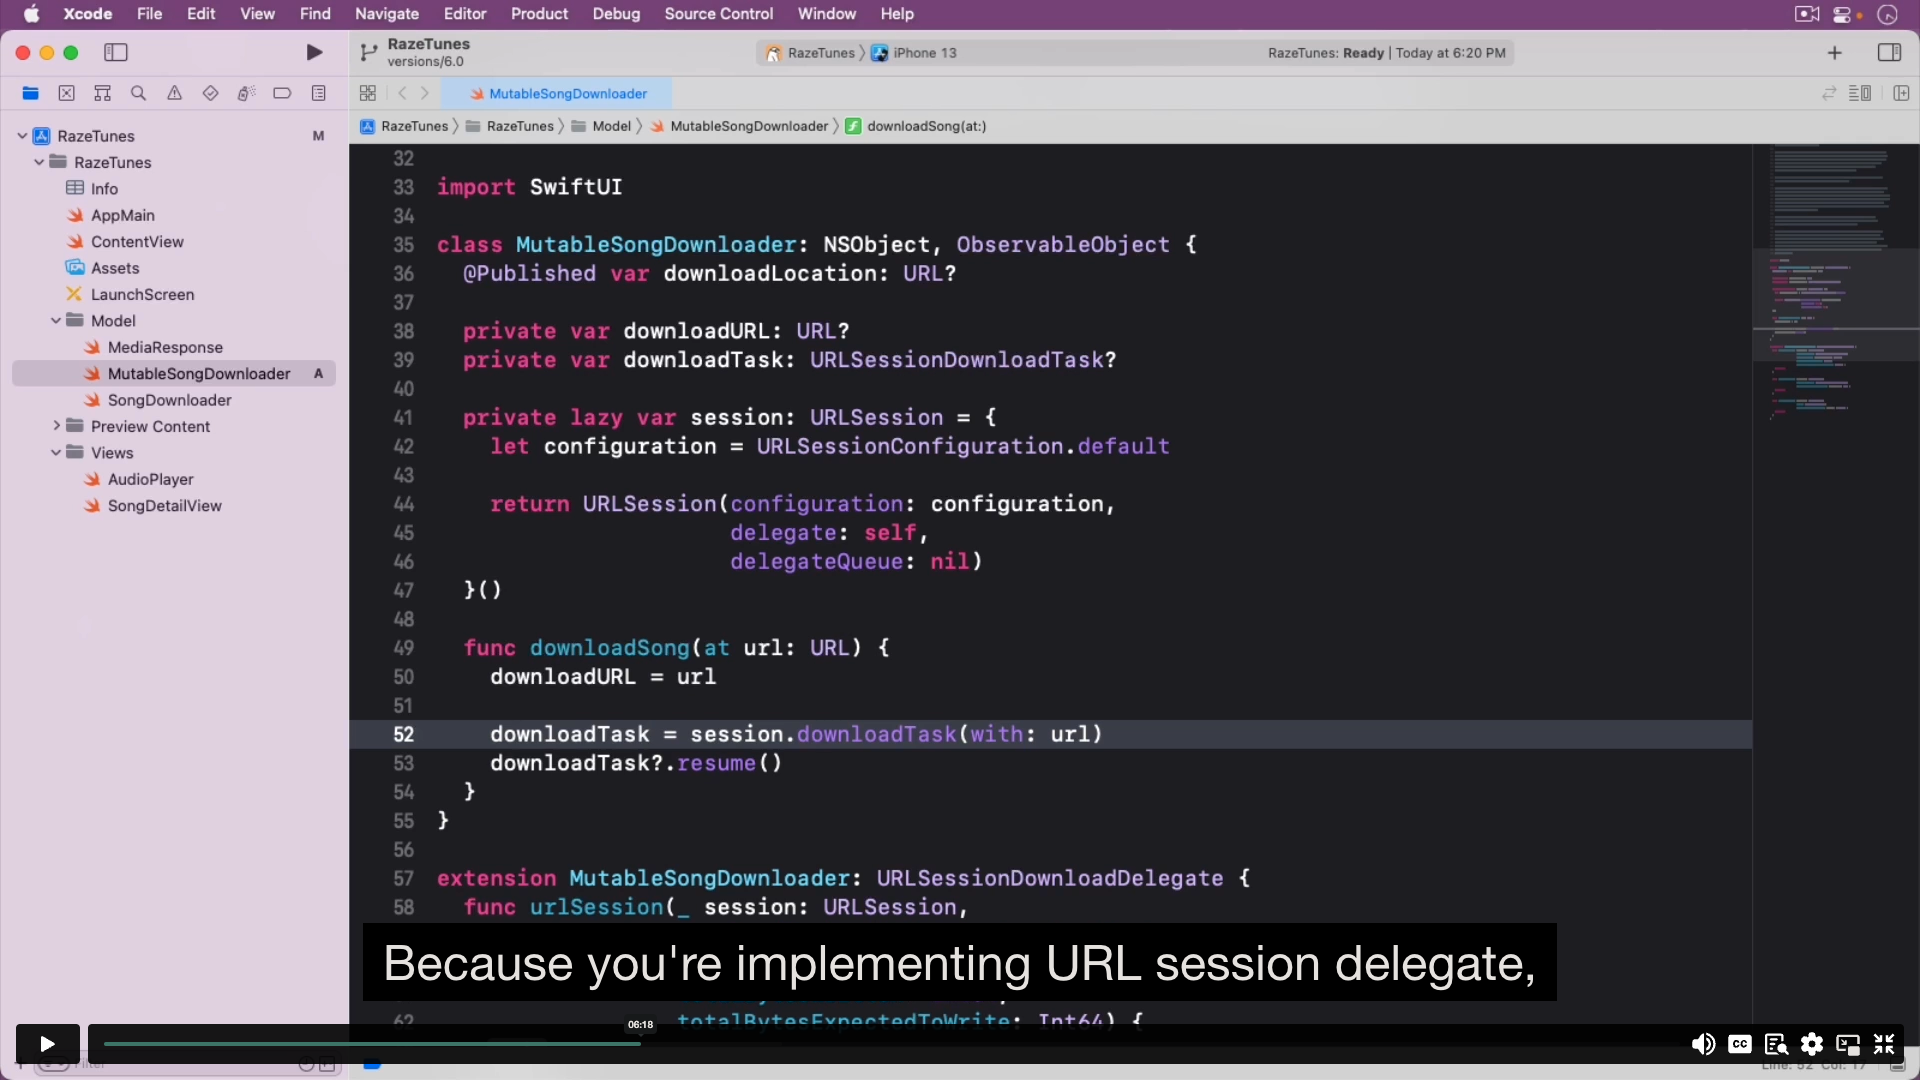 Xcode File Edit View Find Navigate Editor Product Debug Source Control Window Help
RazeTunes
versions/6.0
RazeTunes iPhone 13
RazeTunes: Ready | Today at 6:20 PM
MutableSongDownloader
RazeTunes RazeTunes Model MutableSongDownloader downloadSong(at:)
RazeTunes M
RazeTunes
Info
AppMain
ContentView
Assets
LaunchScreen
Model
MediaResponse
MutableSongDownloader A
SongDownloader
Preview Content
Views
AudioPlayer
SongDetailView
32
33 import SwiftUI
34
35 class MutableSongDownloader: NSObject, ObservableObject {
36 @Published var downloadLocation: URL?
37
38 private var downloadURL: URL?
39 private var downloadTask: URLSessionDownloadTask?
40
41 private lazy var session: URLSession = {
42 let configuration = URLSessionConfiguration.default
43
44 return URLSession(configuration: configuration,
45 delegate: self,
46 delegateQueue: nil)
47 }()
48
49 func downloadSong(at url: URL) {
50 downloadURL = url
51
52 downloadTask = session.downloadTask(with: url)
53 downloadTask?.resume()
54 }
55 }
56
57 extension MutableSongDownloader: URLSessionDownloadDelegate {
58 func urlSession(_ session: URLSession,
Because you're implementing URL session delegate,
62 totalBytesExpectedToWrite: Int64) {
06:18
CC
Filter
Line: 52 Col: 17